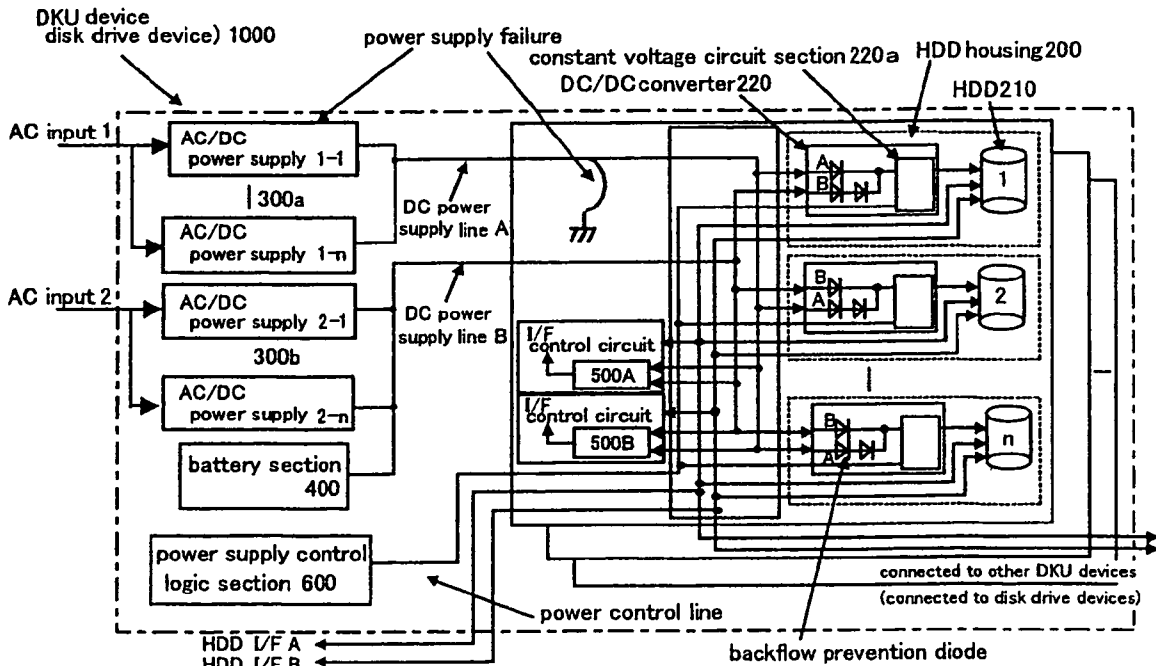 DKU device
disk drive device) 1000
power supply failure
constant voltage circuit section 220a
HDD housing 200
DC/DC converter 220
HDD210
AC input 1
AC/DC
power supply 1-1
300a
AC/DC
power supply 1-n
DC power
supply line A
A
B
1
AC input 2
AC/DC
power supply 2-1
300b
AC/DC
power supply 2-n
DC power
supply line B
B
A
2
I/F
control circuit
500A
I/F
control circuit
500B
B
A
n
battery section
400
power supply control
logic section 600
power control line
connected to other DKU devices
(connected to disk drive devices)
HDD I/F A
HDD I/F B
backflow prevention diode